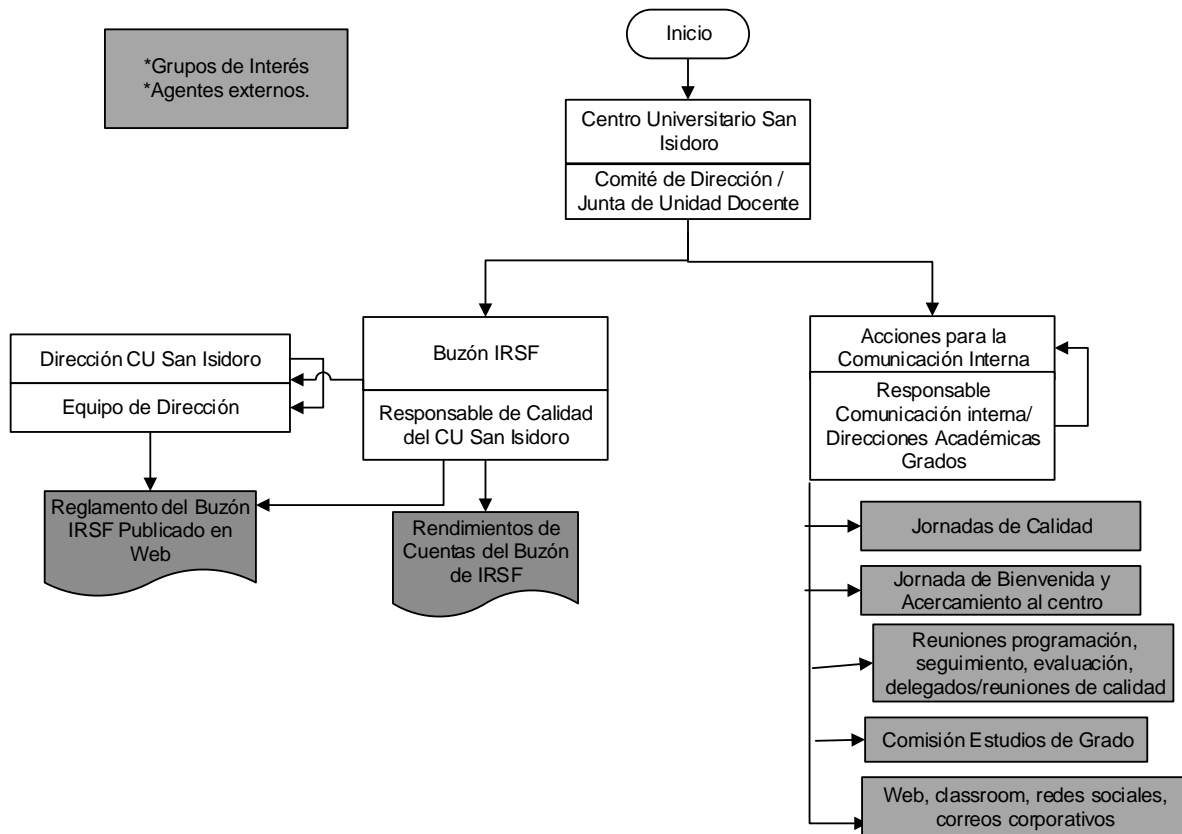 *Grupos de Interés
*Agentes externos.
Inicio
Centro Universitario San
Isidoro
Comité de Dirección /
Junta de Unidad Docente
Dirección CU San Isidoro
Equipo de Dirección
Buzón IRSF
Responsable de Calidad
del CU San Isidoro
Reglamento del Buzón
IRSF Publicado en
Web
Rendimientos de
Cuentas del Buzón
de IRSF
Acciones para la
Comunicación Interna
Responsable
Comunicación interna/
Direcciones Académicas
Grados
Jornadas de Calidad
Jornada de Bienvenida y
Acercamiento al centro
Reuniones programación,
seguimiento, evaluación,
delegados/reuniones de calidad
Comisión Estudios de Grado
Web, classroom, redes sociales,
correos corporativos